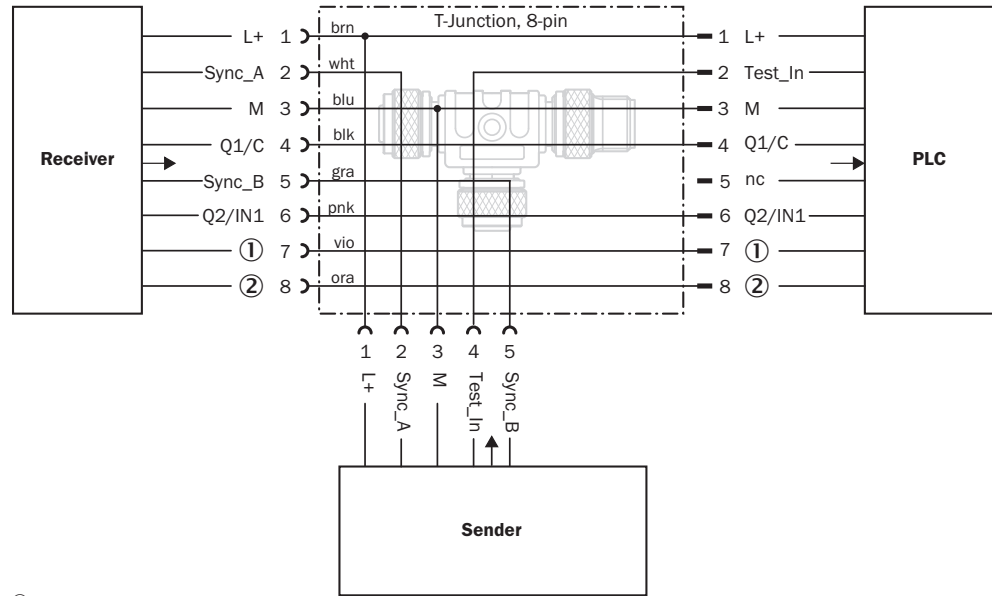 T-Junction, 8-pin
L+ 1 brn 1 L+
Sync_A 2 wht 2 Test_In
M 3 blu 3 M
Q1/C 4 blk 4 Q1/C
Receiver PLC
Sync_B 5 gra 5 nc
Q2/IN1 6 pnk 6 Q2/IN1
① 7 vio 7 ①
② 8 ora 8 ②
1 2 3 4 5
L+ Sync_A M Test_In Sync_B
Sender